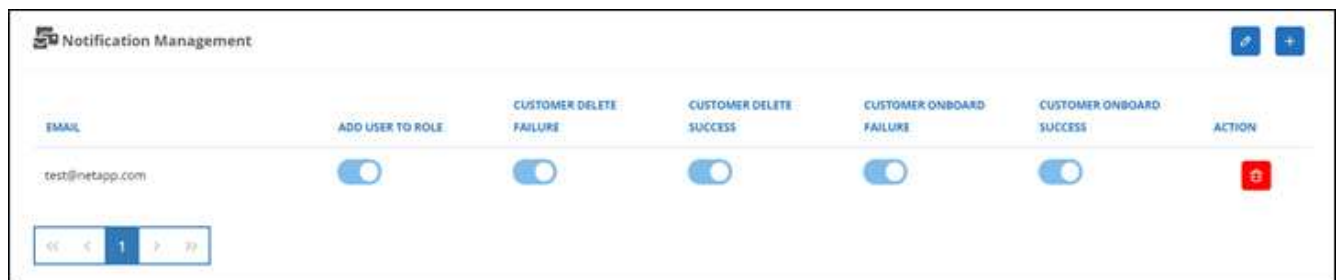 Notification Management
CUSTOMER DELETE CUSTOMER DELETE CUSTOMER ONBOARD CUSTOMER ONBOARD
EMAIL ADD USER TO ROLE FAILURE SUCCESS FAILURE SUCCESS ACTION
test@netapp.com
<< < 1 > >>